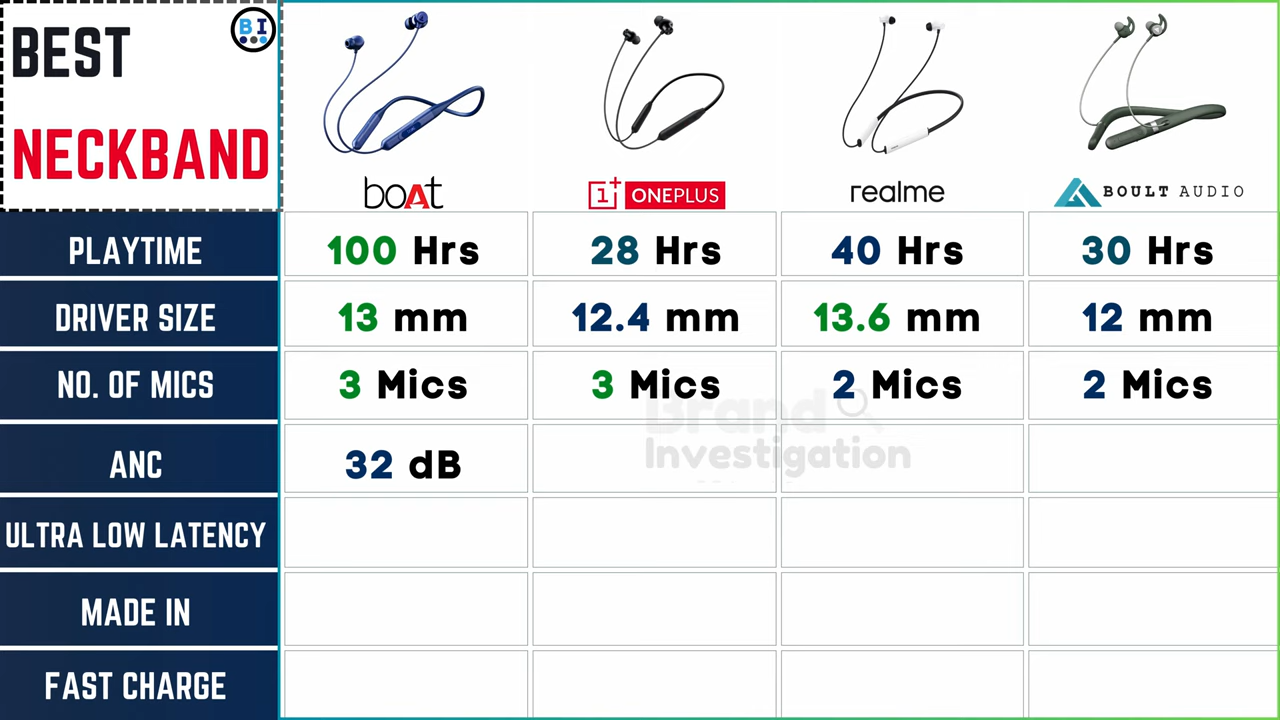 BEST
BI
NECKBAND
boAt
1+ ONEPLUS
realme
BOULT AUDIO
PLAYTIME
100 Hrs
28 Hrs
40 Hrs
30 Hrs
DRIVER SIZE
13 mm
12.4 mm
13.6 mm
12 mm
NO. OF MICS
3 Mics
3 Mics
2 Mics
2 Mics
Brand
Investigation
ANC
32 dB
ULTRA LOW LATENCY
MADE IN
FAST CHARGE